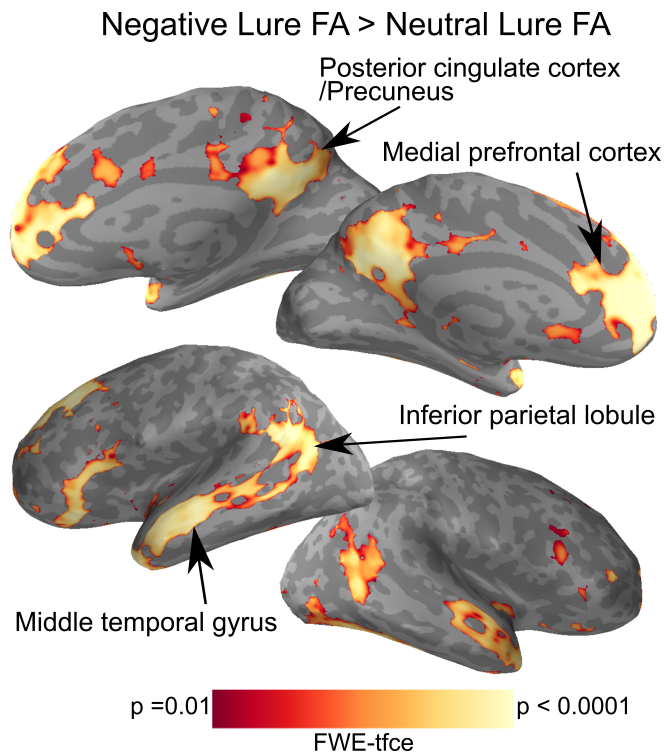 Negative Lure FA > Neutral Lure FA
Posterior cingulate cortex
/Precuneus
Medial prefrontal cortex
Inferior parietal lobule
Middle temporal gyrus
p =0.01
p < 0.0001
FWE-tfce